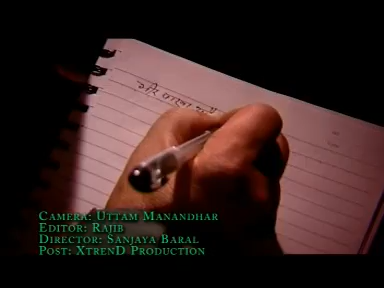 Camera: Uttam Manandhar
Editor: Rajib
Director: Sanjaya Baral
Post: XtrenD Production